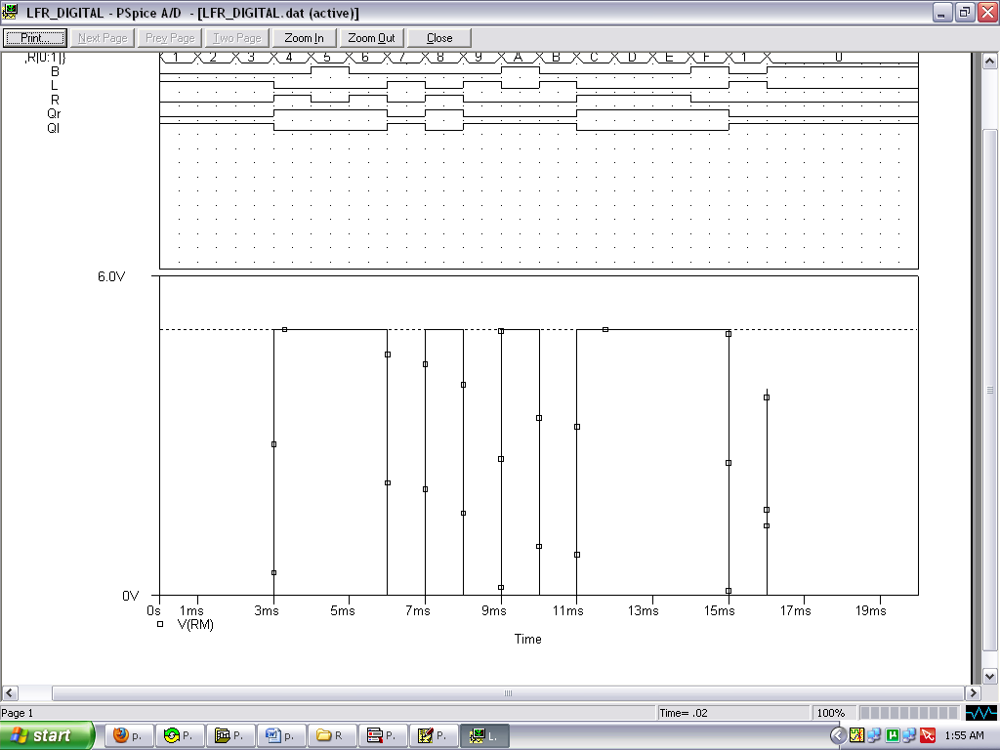 LFR_DIGITAL - PSpice A/D - [LFR_DIGITAL.dat (active)]
Print... Next Page Prev Page Two Page Zoom In Zoom Out Close
,R[0:1]} 1 2 3 4 5 6 7 8 9 A B C D E F 1 0
B
L
R
Qr
Ql
6.0V
0V
0s 1ms 3ms 5ms 7ms 9ms 11ms 13ms 15ms 17ms 19ms
V(RM)
Time
Page 1 Time= .02 100%
start p. P. P. p. R P. P. L. 1:55 AM